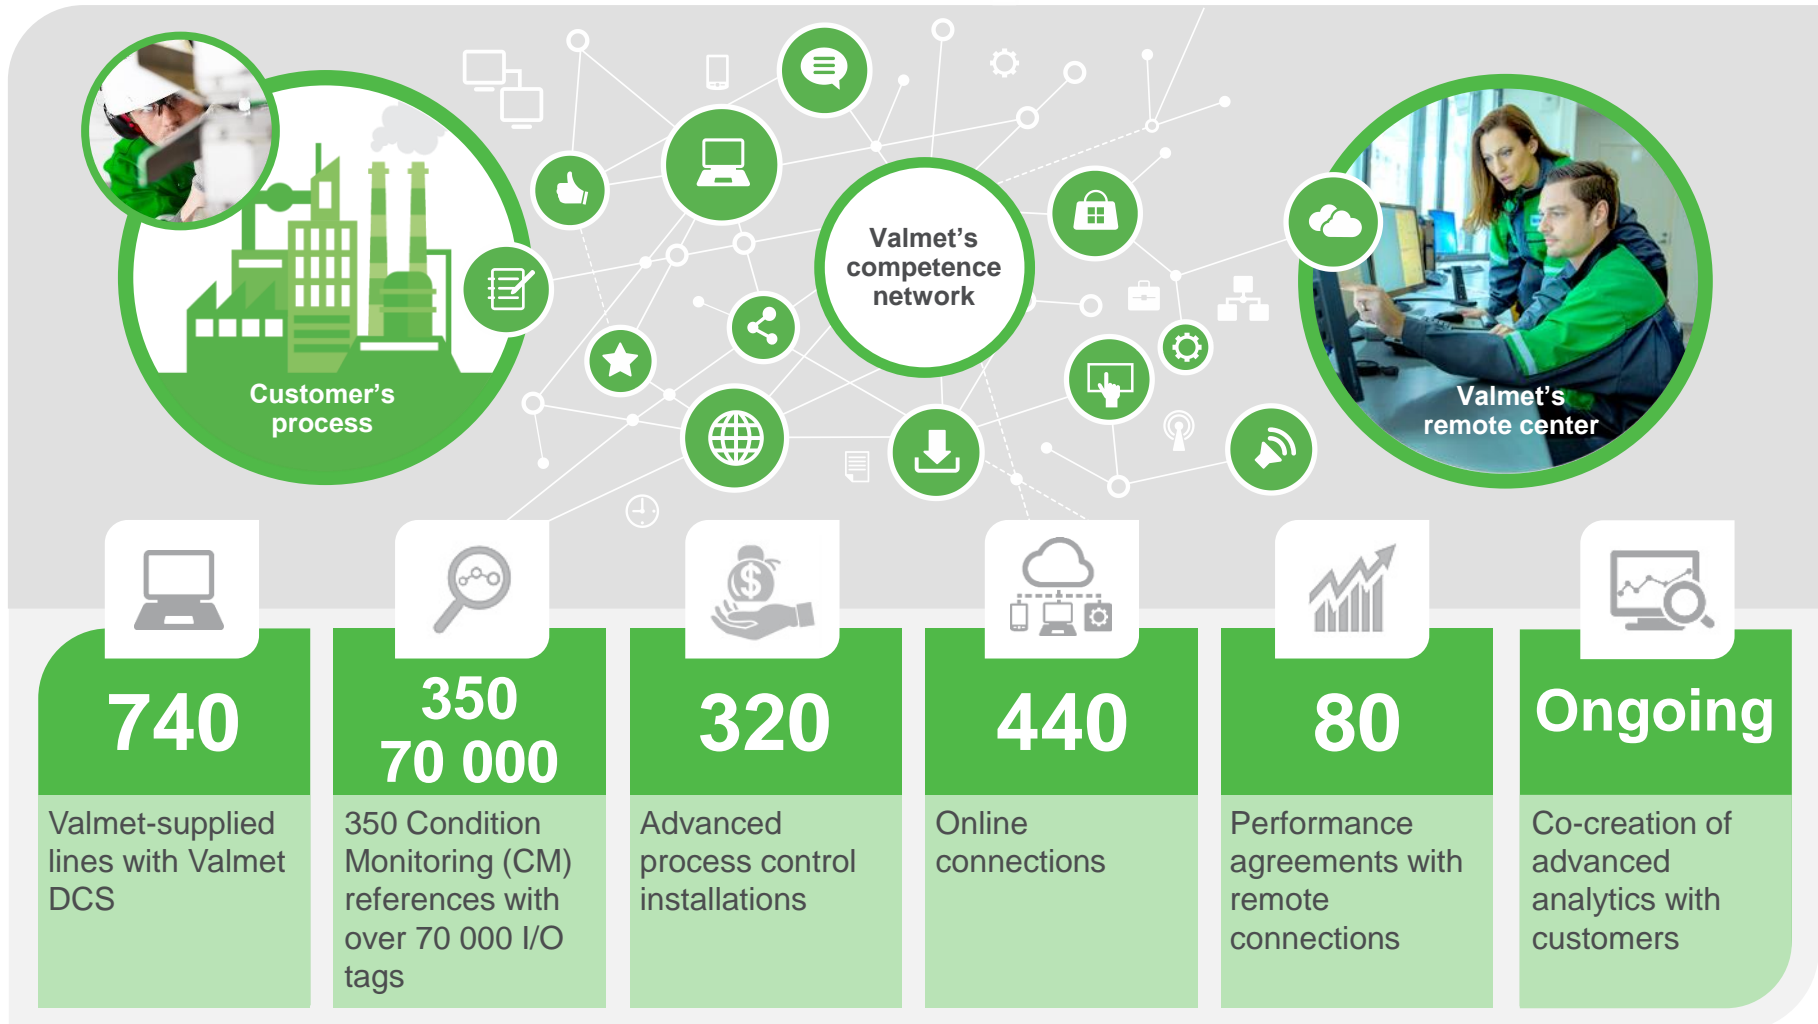 Valmet's
competence
network
Customer's
process
Valmet's
remote center
740
Valmet-supplied
lines with Valmet
DCS
350
70 000
350 Condition
Monitoring (CM)
references with
over 70 000 I/O
tags
320
Advanced
process control
installations
440
Online
connections
80
Performance
agreements with
remote
connections
Ongoing
Co-creation of
advanced
analytics with
customers